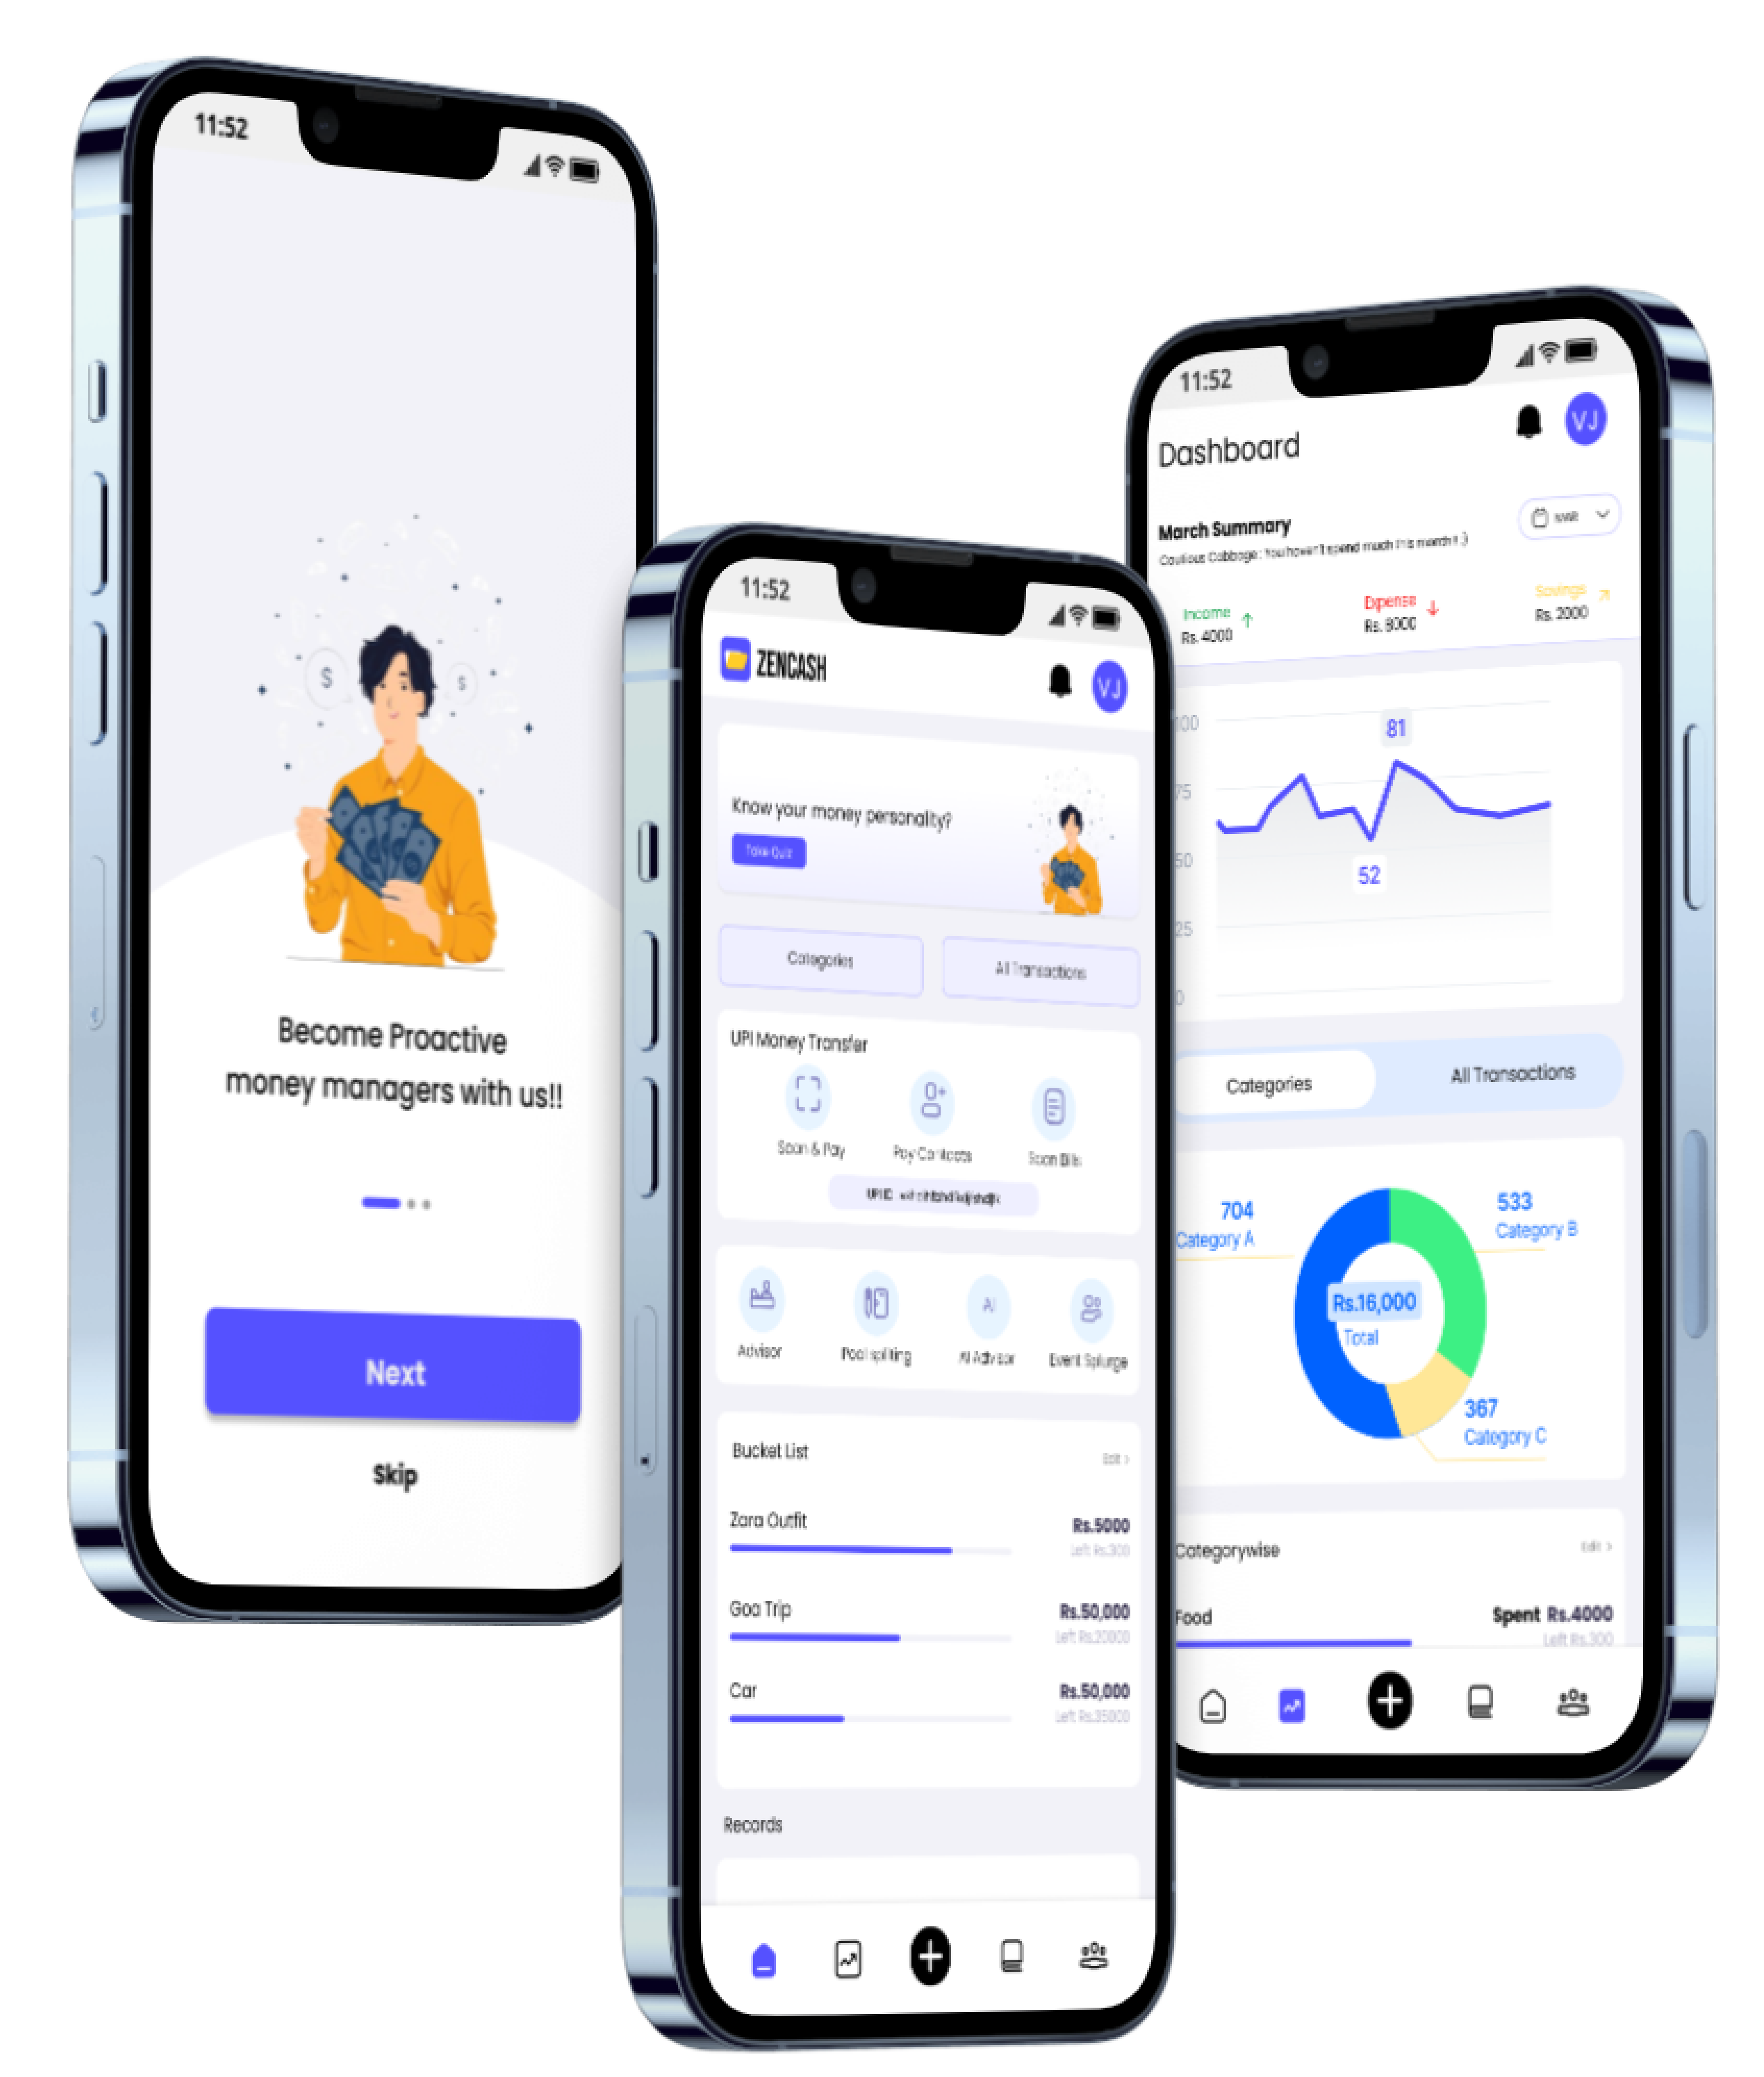 11:52
$
$
Become Proactive
money managers with us!!
Next
Skip
11:52
ZENCASH
VJ
Know your money personality?
Take Quiz
Categories
All Transactions
UPI Money Transfer
Scan & Pay
Pay Contacts
Scan Bills
UPI ID
Advisor
Pool spliting
AI
AI Advisor
Event Splurge
Bucket List
Edit >
Zara Outfit
Rs.5000
Left Rs.300
Goa Trip
Rs.50,000
Left Rs.20000
Car
Rs.50,000
Left Rs.35000
Records
11:52
Dashboard
VJ
March Summary
MAR
Cautious Cabbage: You haven't spend much this month!! :)
Income
Rs. 4000
Expense
Rs. 8000
Savings
Rs. 2000
100
75
50
25
0
81
52
Categories
All Transactions
704
Category A
533
Category B
Rs.16,000
Total
367
Category C
Categorywise
Edit >
Food
Spent Rs.4000
Left Rs.300